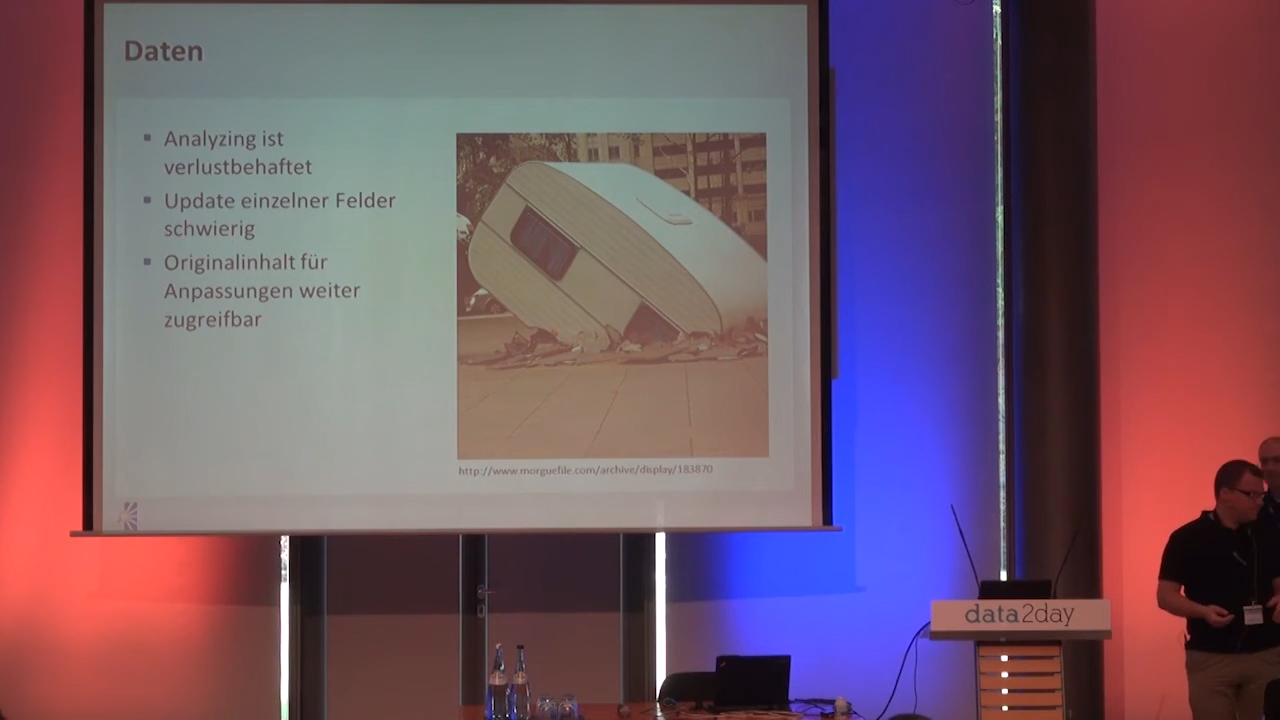 Daten
Analyzing ist
verlustbehaftet
Update einzelner Felder
schwierig
Originalinhalt für
Anpassungen weiter
zugreifbar
http://www.morguefile.com/archive/display/183870
data2day